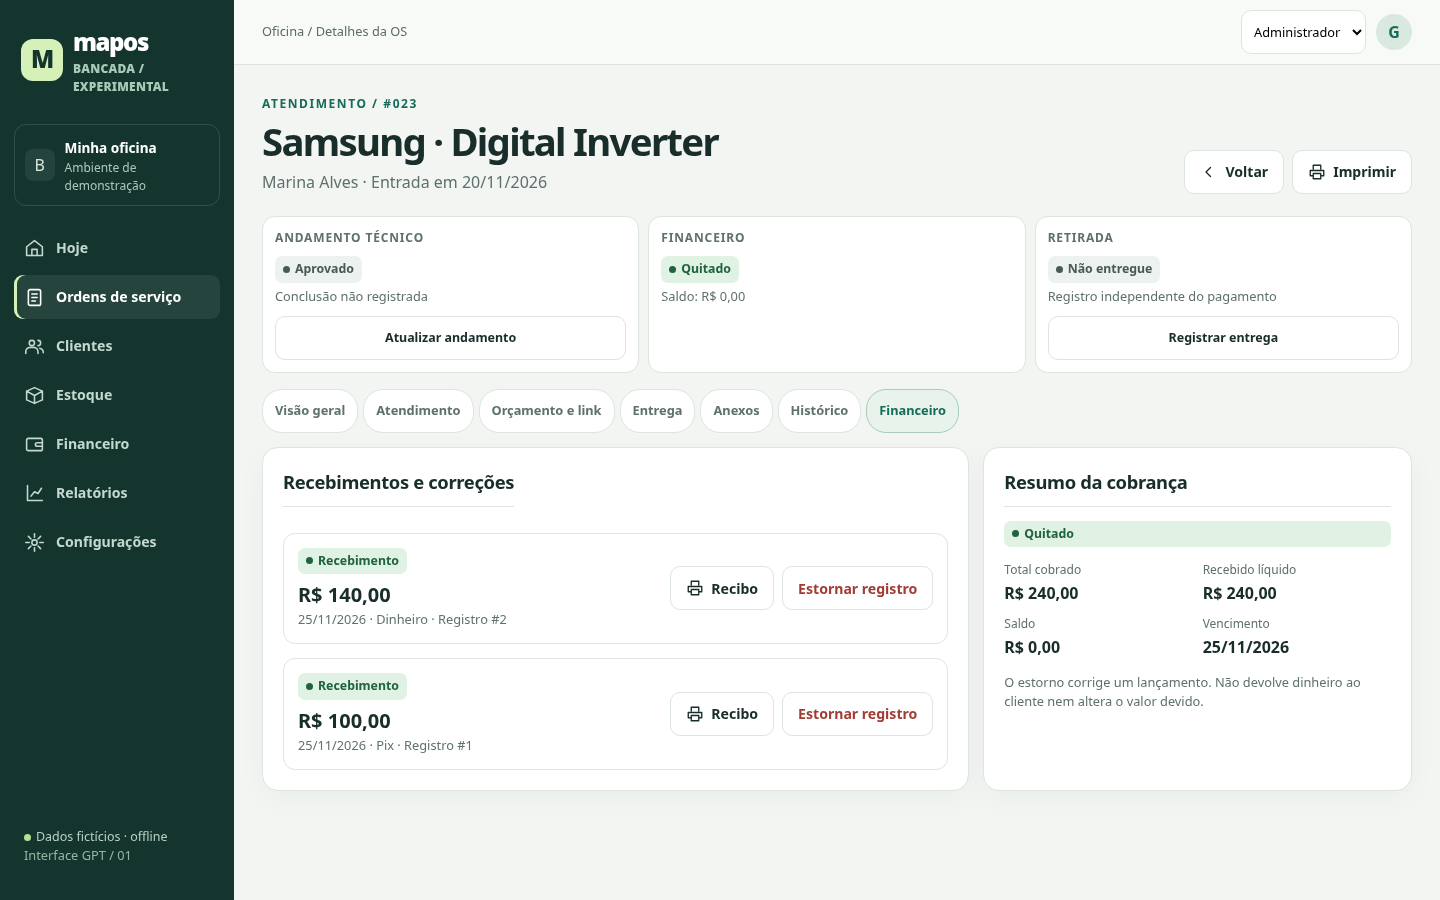 M
mapos
BANCADA /
EXPERIMENTAL
B
Minha oficina
Ambiente de
demonstração
Hoje
Ordens de serviço
Clientes
Estoque
Financeiro
Relatórios
Configurações
Dados fictícios · offline
Interface GPT / 01
Oficina / Detalhes da OS
Administrador
G
ATENDIMENTO / #023
Samsung · Digital Inverter
Marina Alves · Entrada em 20/11/2026
Voltar
Imprimir
ANDAMENTO TÉCNICO
Aprovado
Conclusão não registrada
Atualizar andamento
FINANCEIRO
Quitado
Saldo: R$ 0,00
RETIRADA
Não entregue
Registro independente do pagamento
Registrar entrega
Visão geral
Atendimento
Orçamento e link
Entrega
Anexos
Histórico
Financeiro
Recebimentos e correções
Recebimento
R$ 140,00
25/11/2026 · Dinheiro · Registro #2
Recibo
Estornar registro
Recebimento
R$ 100,00
25/11/2026 · Pix · Registro #1
Recibo
Estornar registro
Resumo da cobrança
Quitado
Total cobrado
R$ 240,00
Recebido líquido
R$ 240,00
Saldo
R$ 0,00
Vencimento
25/11/2026
O estorno corrige um lançamento. Não devolve dinheiro ao
cliente nem altera o valor devido.